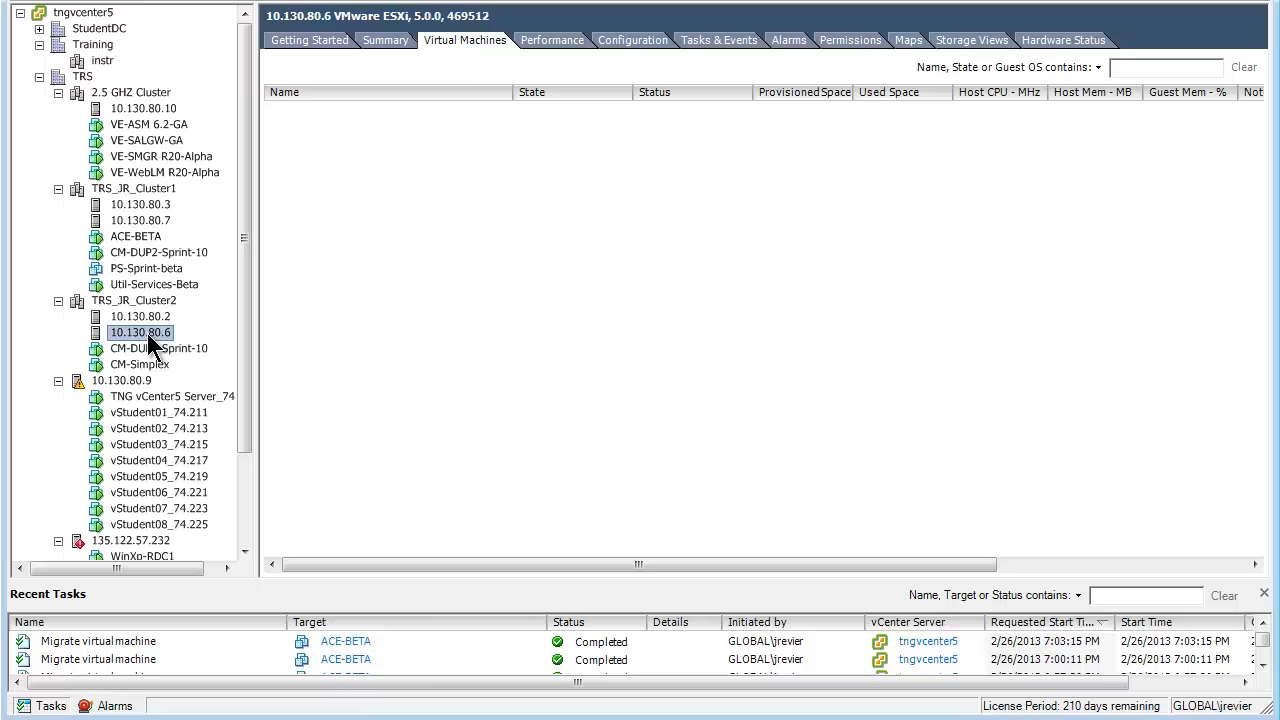 tngvcenter5
StudentDC
Training
instr
TRS
2.5 GHZ Cluster
10.130.80.10
VE-ASM 6.2-GA
VE-SALGW-GA
VE-SMGR R20-Alpha
VE-WebLM R20-Alpha
TRS_JR_Cluster1
10.130.80.3
10.130.80.7
ACE-BETA
CM-DUP2-Sprint-10
PS-Sprint-beta
Util-Services-Beta
TRS_JR_Cluster2
10.130.80.2
10.130.80.6
Sprint-10
CM-Simplex
10.130.80.9
TNG vCenter5 Server_74
vStudent01_74.211
vStudent02_74.213
vStudent03_74.215
vStudent04_74.217
vStudent05_74.219
vStudent06_74.221
vStudent07_74.223
vStudent08_74.225
135.122.57.232
WinXp-RDC1
10.130.80.6 VMware ESXi, 5.0.0, 469512
Getting Started Summary Virtual Machines Performance Configuration Tasks & Events Alarms Permissions Maps Storage Views Hardware Status
Name, State or Guest OS contains: Clear
Name State Status Provisioned Space Used Space Host CPU - MHz Host Mem - MB Guest Mem - % Not
Recent Tasks Name, Target or Status contains: Clear
Name Target Status Details Initiated by vCenter Server Requested Start Ti... Start Time
Migrate virtual machine ACE-BETA Completed GLOBAL\jrevier tngvcenter5 2/26/2013 7:03:15 PM 2/26/2013 7:03:15 PM
Migrate virtual machine ACE-BETA Completed GLOBAL\jrevier tngvcenter5 2/26/2013 7:00:11 PM 2/26/2013 7:00:11 PM
Tasks Alarms License Period: 210 days remaining GLOBAL\jrevier